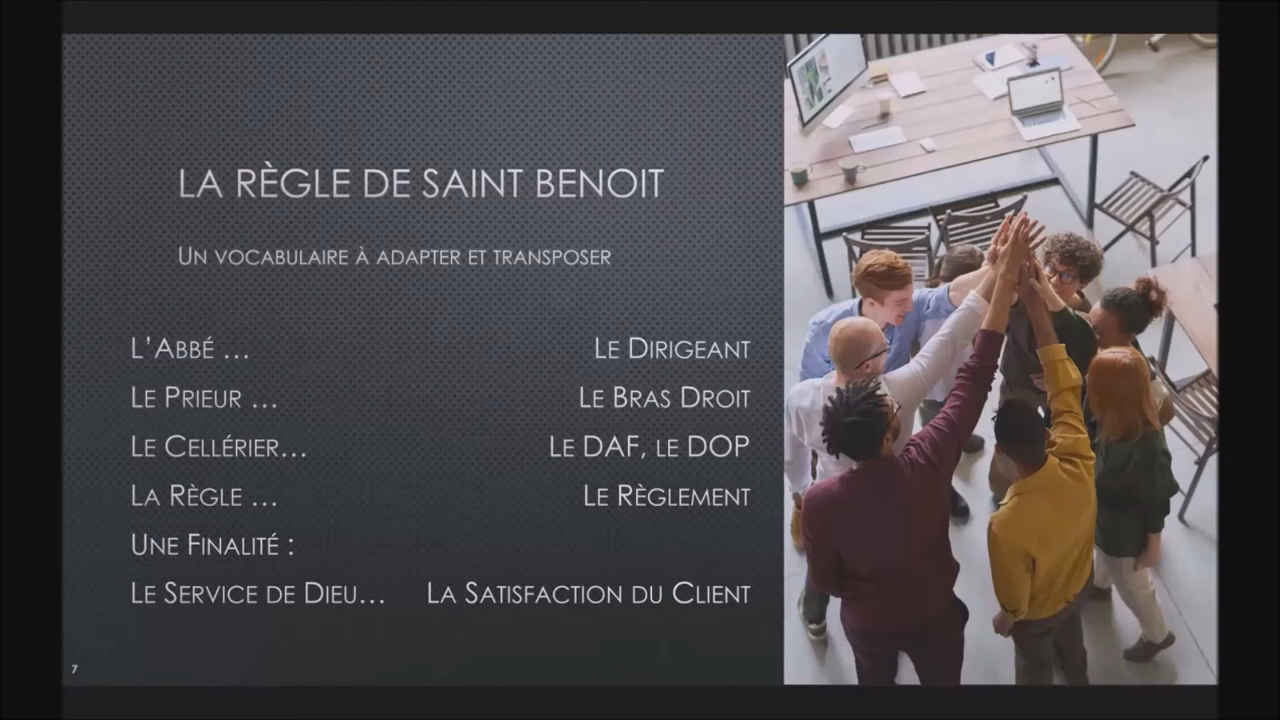 LA RÈGLE DE SAINT BENOIT
UN VOCABULAIRE À ADAPTER ET TRANSPOSER
L'ABBÉ … LE DIRIGEANT
LE PRIEUR … LE BRAS DROIT
LE CELLÉRIER… LE DAF, LE DOP
LA RÈGLE … LE RÈGLEMENT
UNE FINALITÉ :
LE SERVICE DE DIEU… LA SATISFACTION DU CLIENT
7